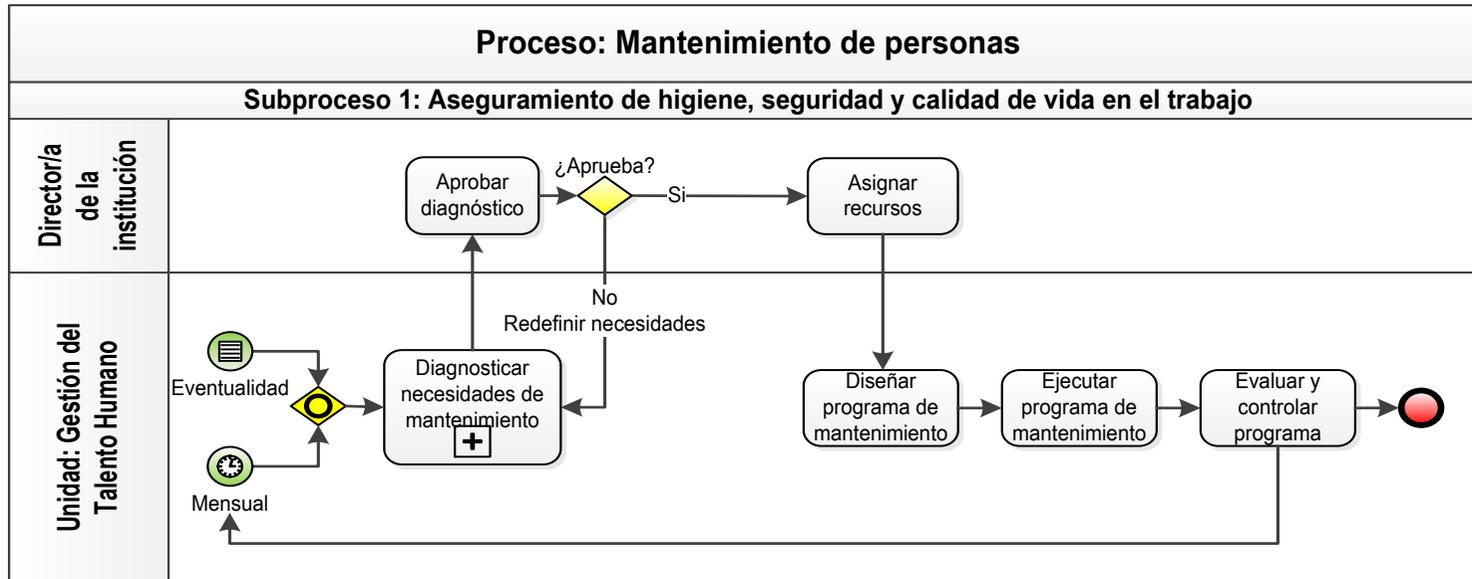 Proceso: Mantenimiento de personas
Subproceso 1: Aseguramiento de higiene, seguridad y calidad de vida en el trabajo
Director/a
de la
institución
Aprobar
diagnóstico
¿Aprueba?
Si
Asignar
recursos
No
Redefinir necesidades
Unidad: Gestión del
Talento Humano
Eventualidad
Mensual
Diagnosticar
necesidades de
mantenimiento
Diseñar
programa de
mantenimiento
Ejecutar
programa de
mantenimiento
Evaluar y
controlar
programa